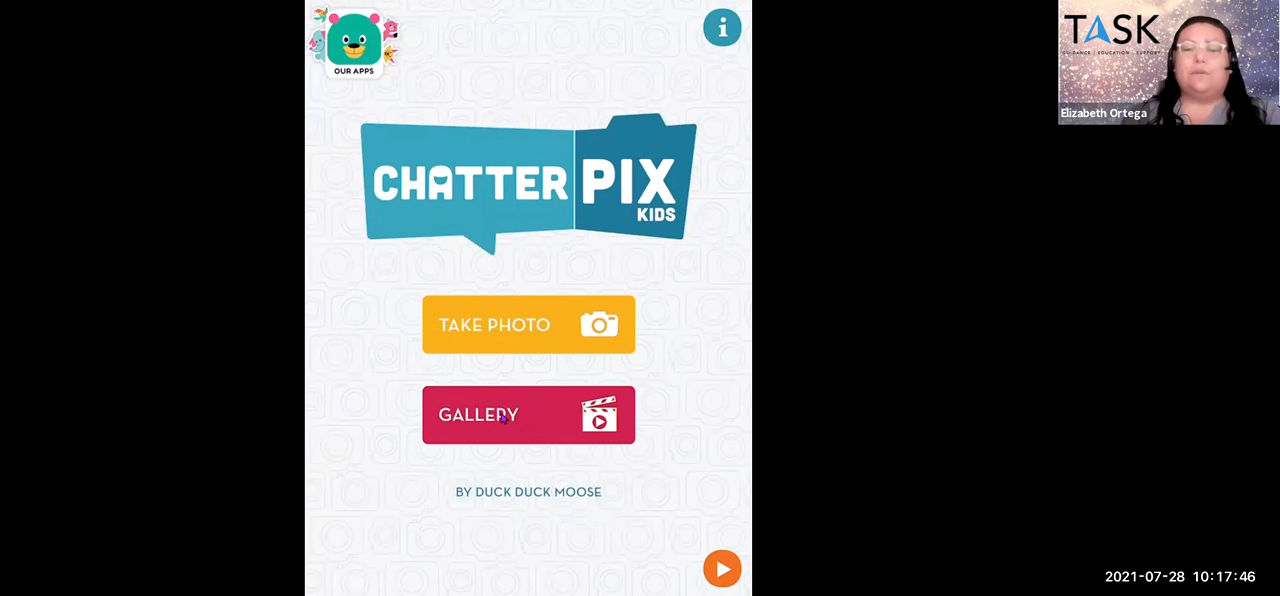 OUR APPS
i
CHATTER PIX
KIDS
TAKE PHOTO
GALLERY
BY DUCK DUCK MOOSE
TASK
GUIDANCE | EDUCATION | SUPPORT
Elizabeth Ortega
2021-07-28 10:17:46